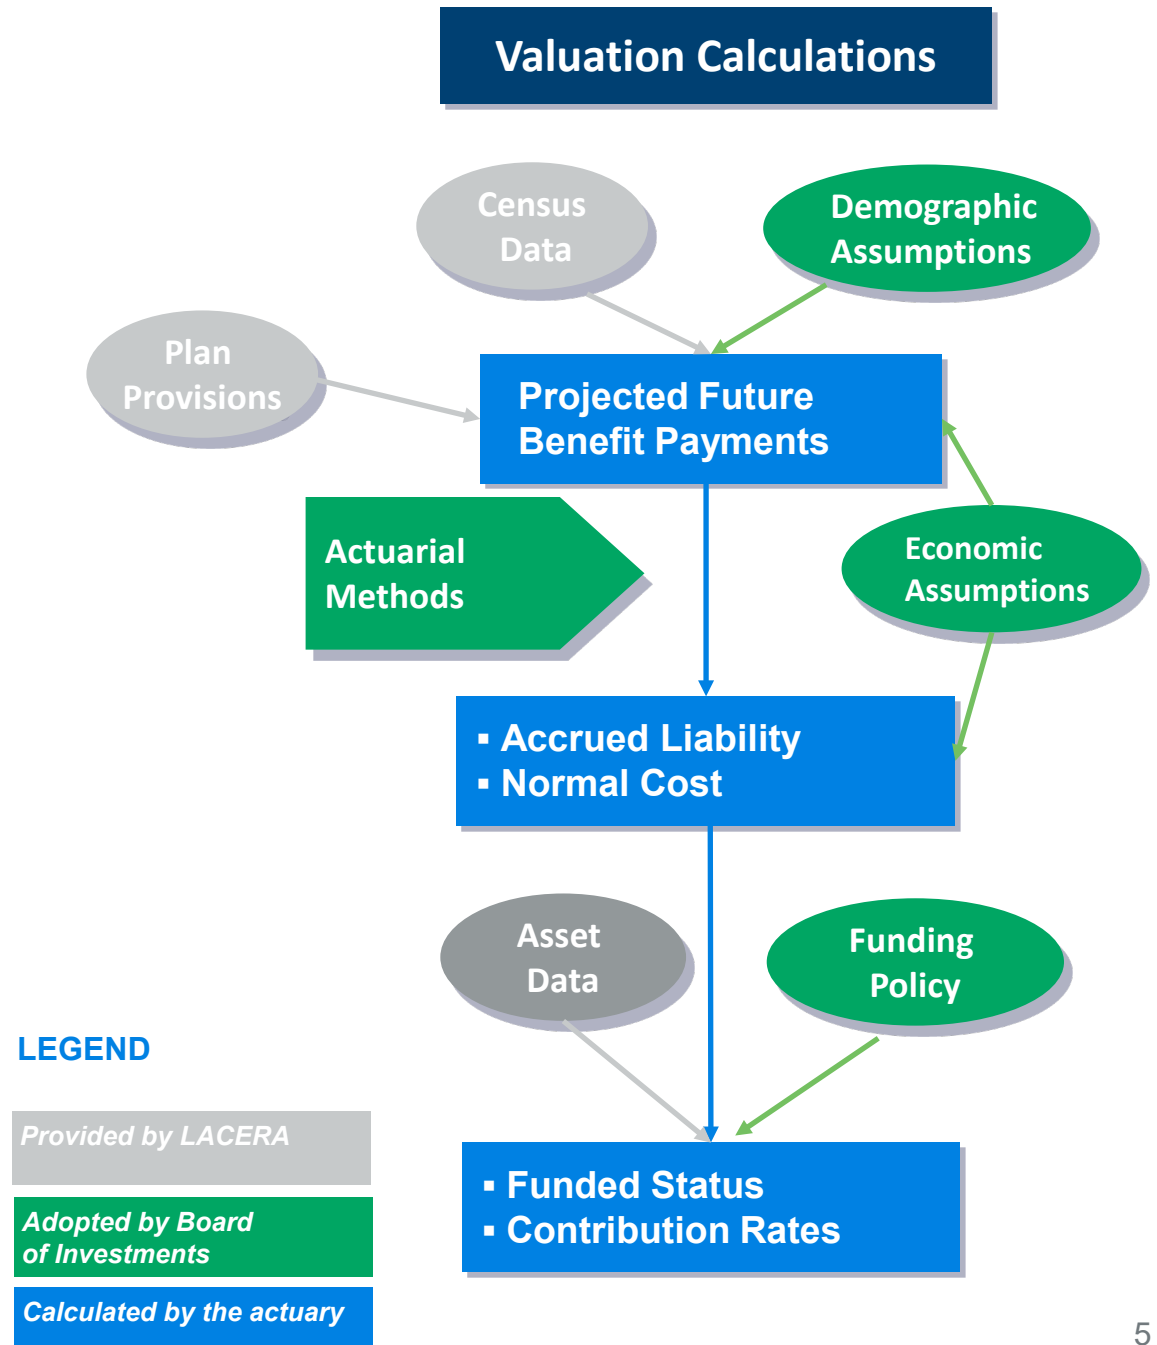 Valuation Calculations
Census
Data
Demographic
Assumptions
Plan
Provisions
Projected Future
Benefit Payments
Actuarial
Methods
Economic
Assumptions
▪ Accrued Liability
▪ Normal Cost
Asset
Data
Funding
Policy
LEGEND
Provided by LACERA
Adopted by Board
of Investments
Calculated by the actuary
▪ Funded Status
▪ Contribution Rates
5